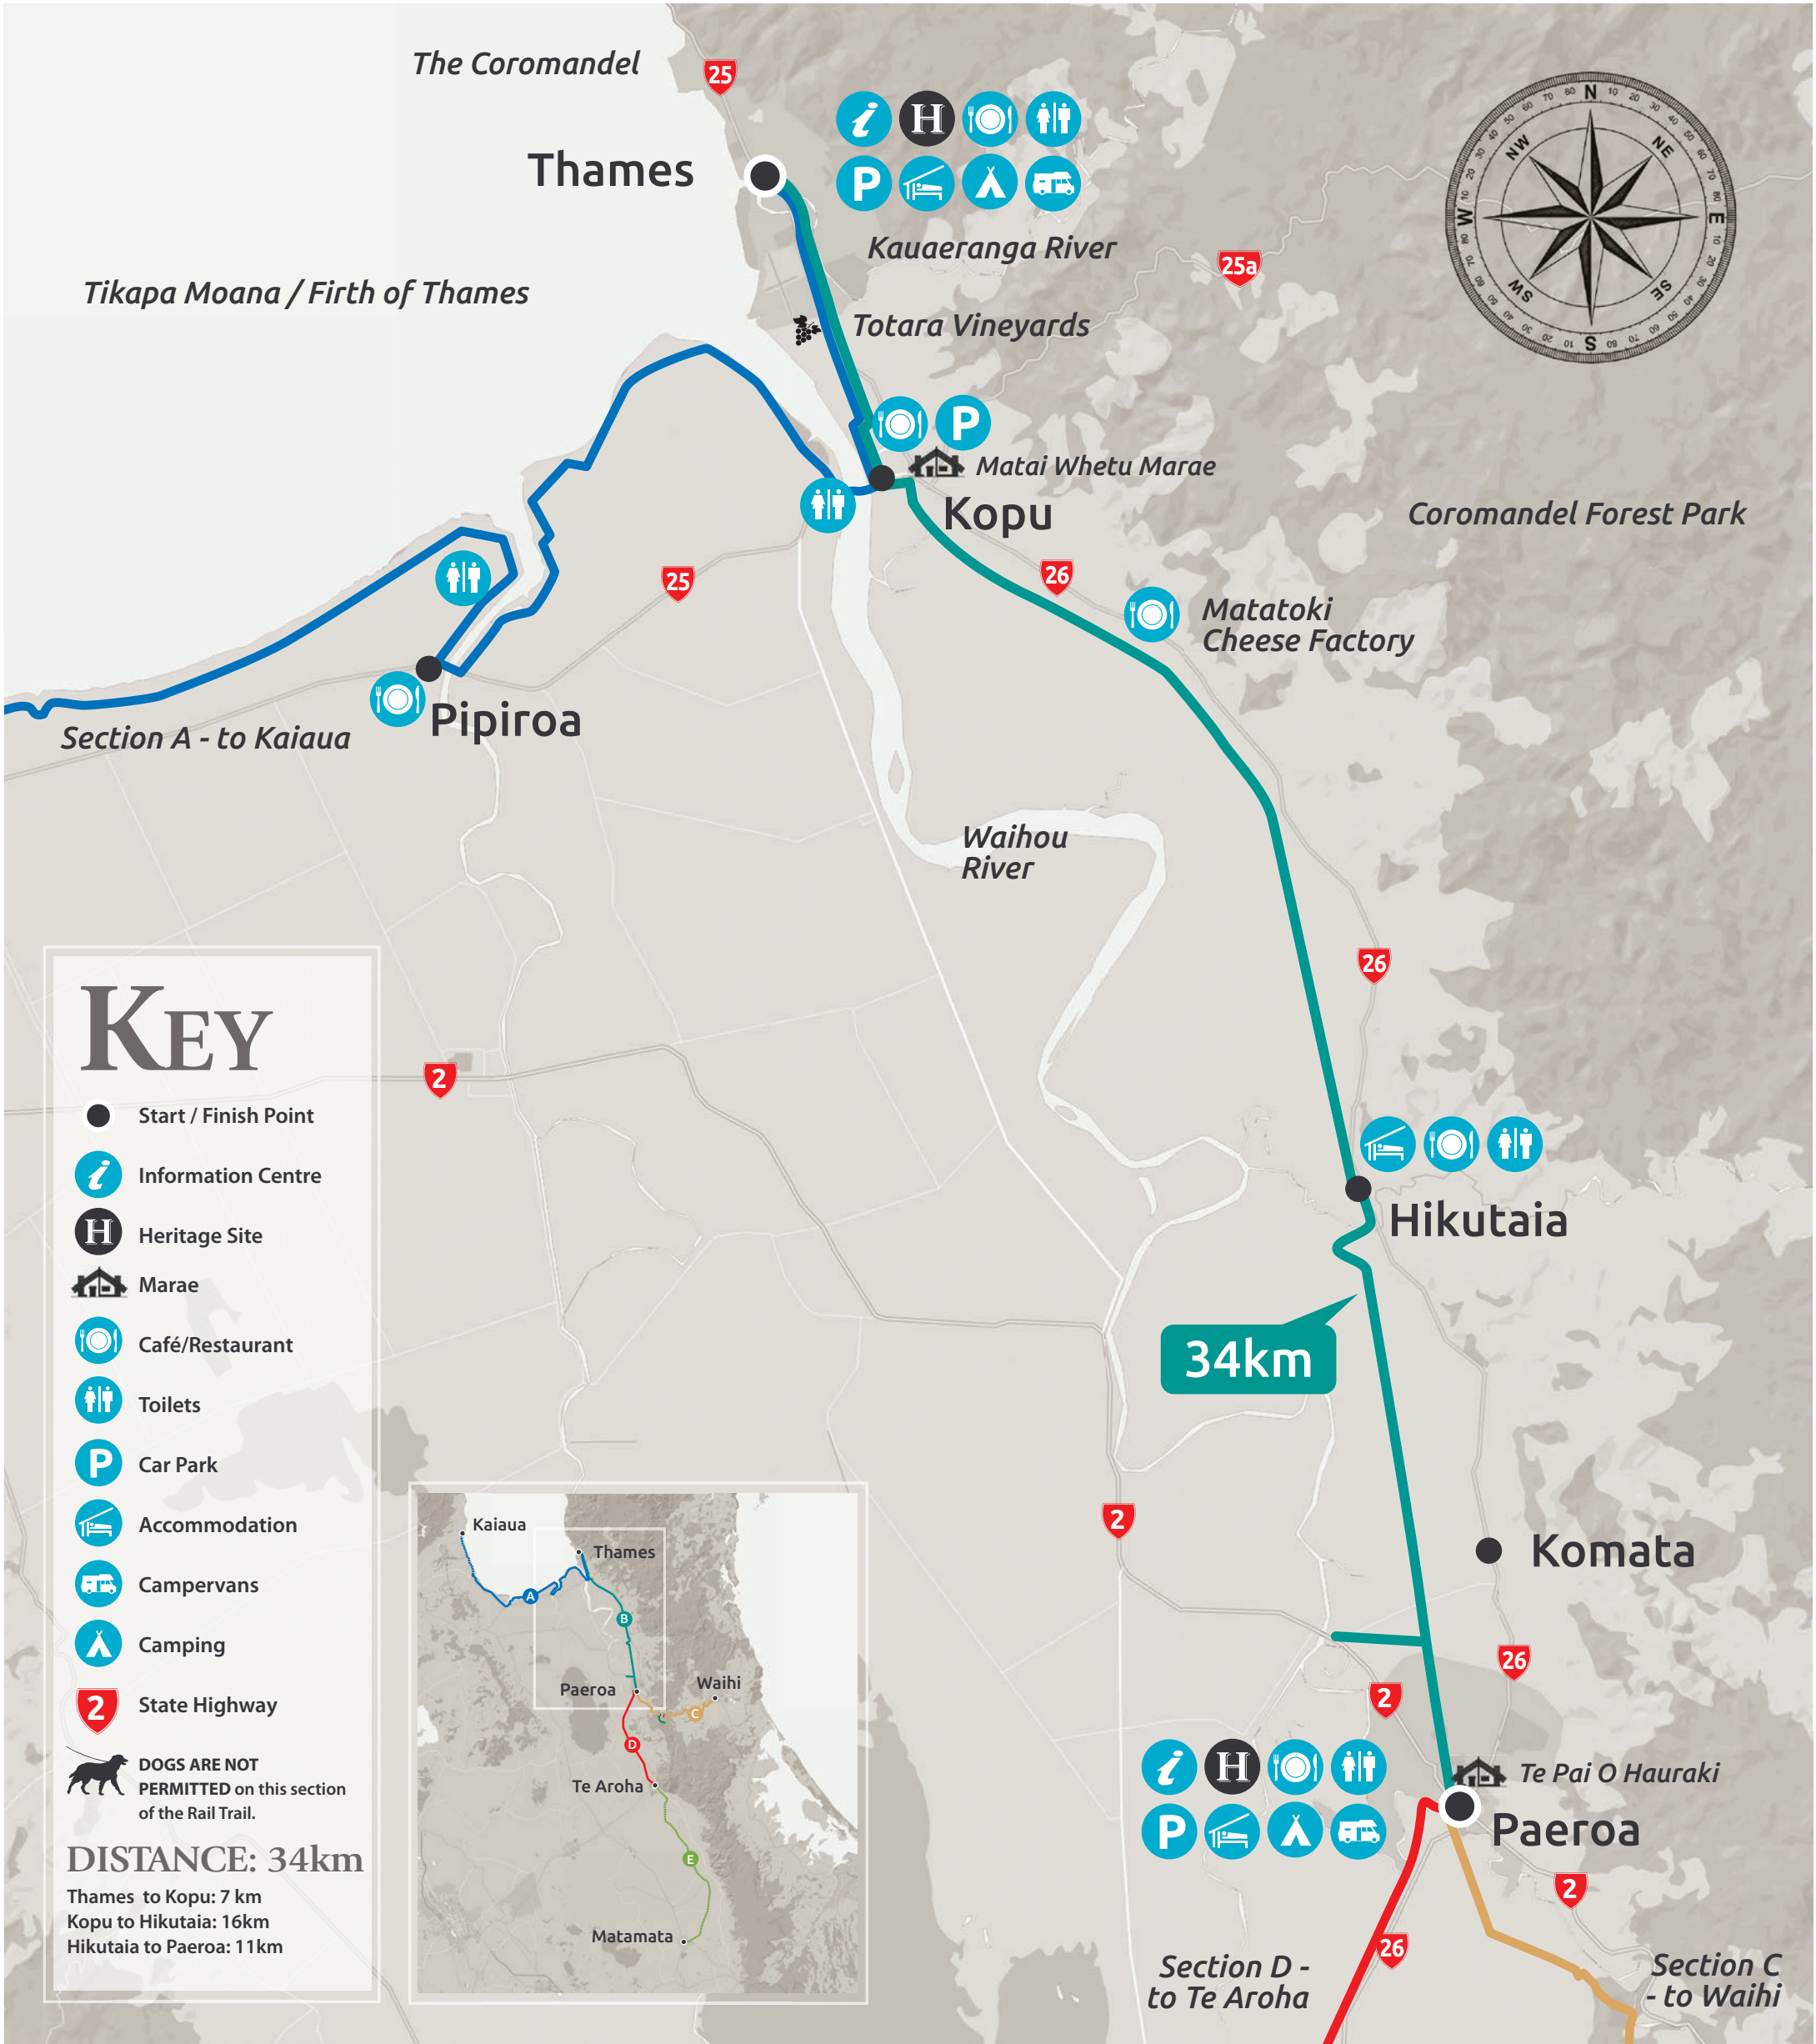 The Coromandel
25
Thames
i H
P
N
NW NE
W E
SW SE
S
Kauaeranga River
25a
Tikapa Moana / Firth of Thames
Totara Vineyards
P
Matai Whetu Marae
Kopu
Coromandel Forest Park
25
26
Matatoki
Cheese Factory
Pipiroa
Section A - to Kaiaua
Waihou
River
26
2
Hikutaia
34km
2
Komata
26
2
i H
P
Te Pai O Hauraki
Paeroa
2
26
Section D -
to Te Aroha
Section C
- to Waihi
KEY
Start / Finish Point
i Information Centre
H Heritage Site
Marae
Café/Restaurant
Toilets
P Car Park
Accommodation
Campervans
Camping
2 State Highway
DOGS ARE NOT
PERMITTED on this section
of the Rail Trail.
DISTANCE: 34km
Thames to Kopu: 7 km
Kopu to Hikutaia: 16km
Hikutaia to Paeroa: 11km
Kaiaua
Thames
A
B
Paeroa
Waihi
C
D
Te Aroha
E
Matamata